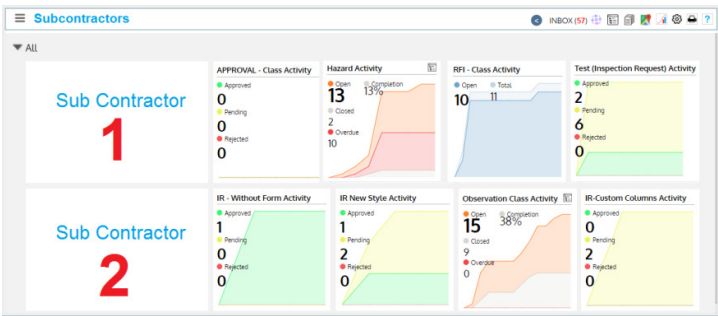 Subcontractors
INBOX (57)
?
All
Sub Contractor
1
APPROVAL - Class Activity
Approved
0
Pending
0
Rejected
0
Hazard Activity
Open Completion
13 13%
Closed
2
Overdue
10
RFI - Class Activity
Open Total
10 11
Test (Inspection Request) Activity
Approved
2
Pending
6
Rejected
0
Sub Contractor
2
IR - Without Form Activity
Approved
1
Pending
0
Rejected
0
IR New Style Activity
Approved
1
Pending
2
Rejected
0
Observation Class Activity
Open Completion
15 38%
Closed
9
Overdue
0
IR-Custom Columns Activity
Approved
0
Pending
2
Rejected
0